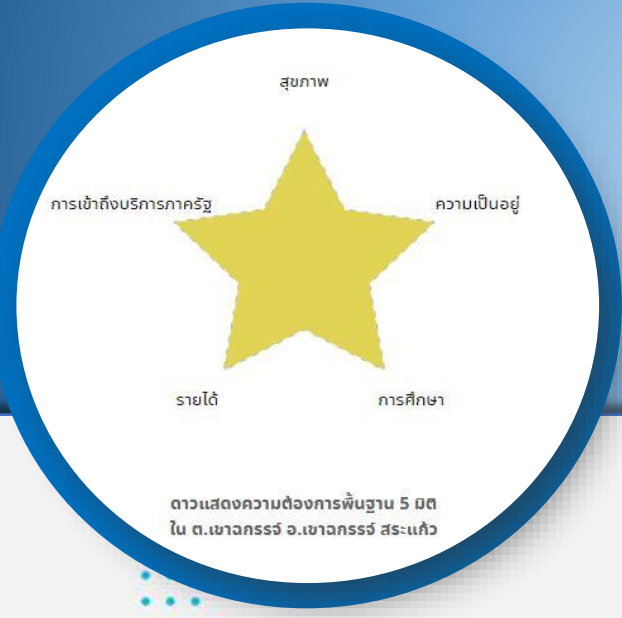 สุขภาพ
การเข้าถึงบริการภาครัฐ
ความเป็นอยู่
รายได้
การศึกษา
ดาวแสดงความต้องการพื้นฐาน 5 มิติ
ใน ต.เขาฉกรรจ์ อ.เขาฉกรรจ์ สระแก้ว